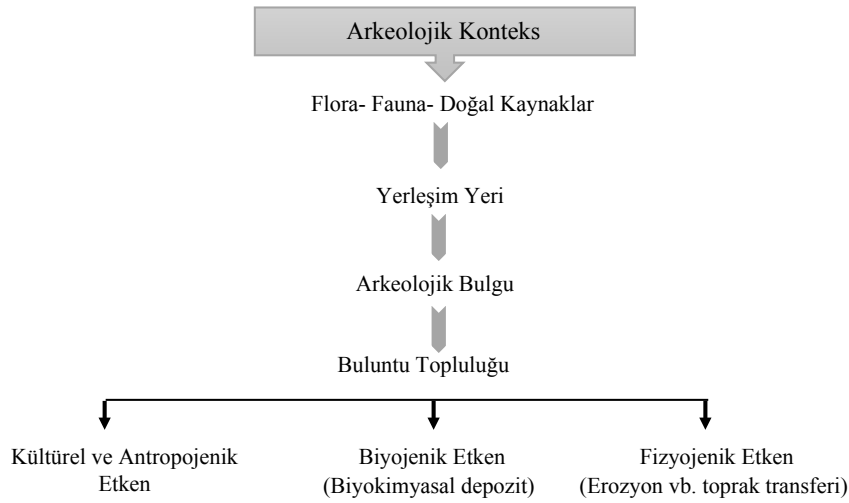 Arkeolojik Konteks
Flora- Fauna- Doğal Kaynaklar
Yerleşim Yeri
Arkeolojik Bulgu
Buluntu Topluluğu
Kültürel ve Antropojenik
Etken
Biyojenik Etken
(Biyokimyasal depozit)
Fizyojenik Etken
(Erozyon vb. toprak transferi)